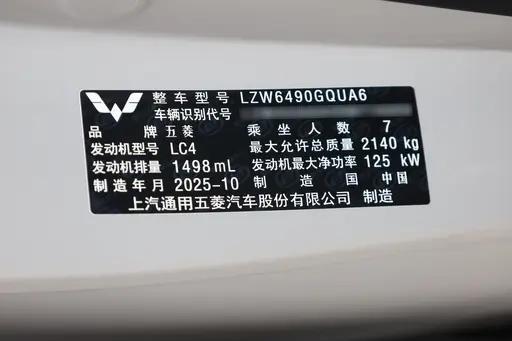 整车型号 LZW6490GQUA6
车辆识别代号
品牌 五菱 乘坐人数 7
发动机型号 LC4 最大允许总质量 2140 kg
发动机排量 1498 mL 发动机最大净功率 125 kW
制造年月 2025-10 制造国 中国
上汽通用五菱汽车股份有限公司 制造